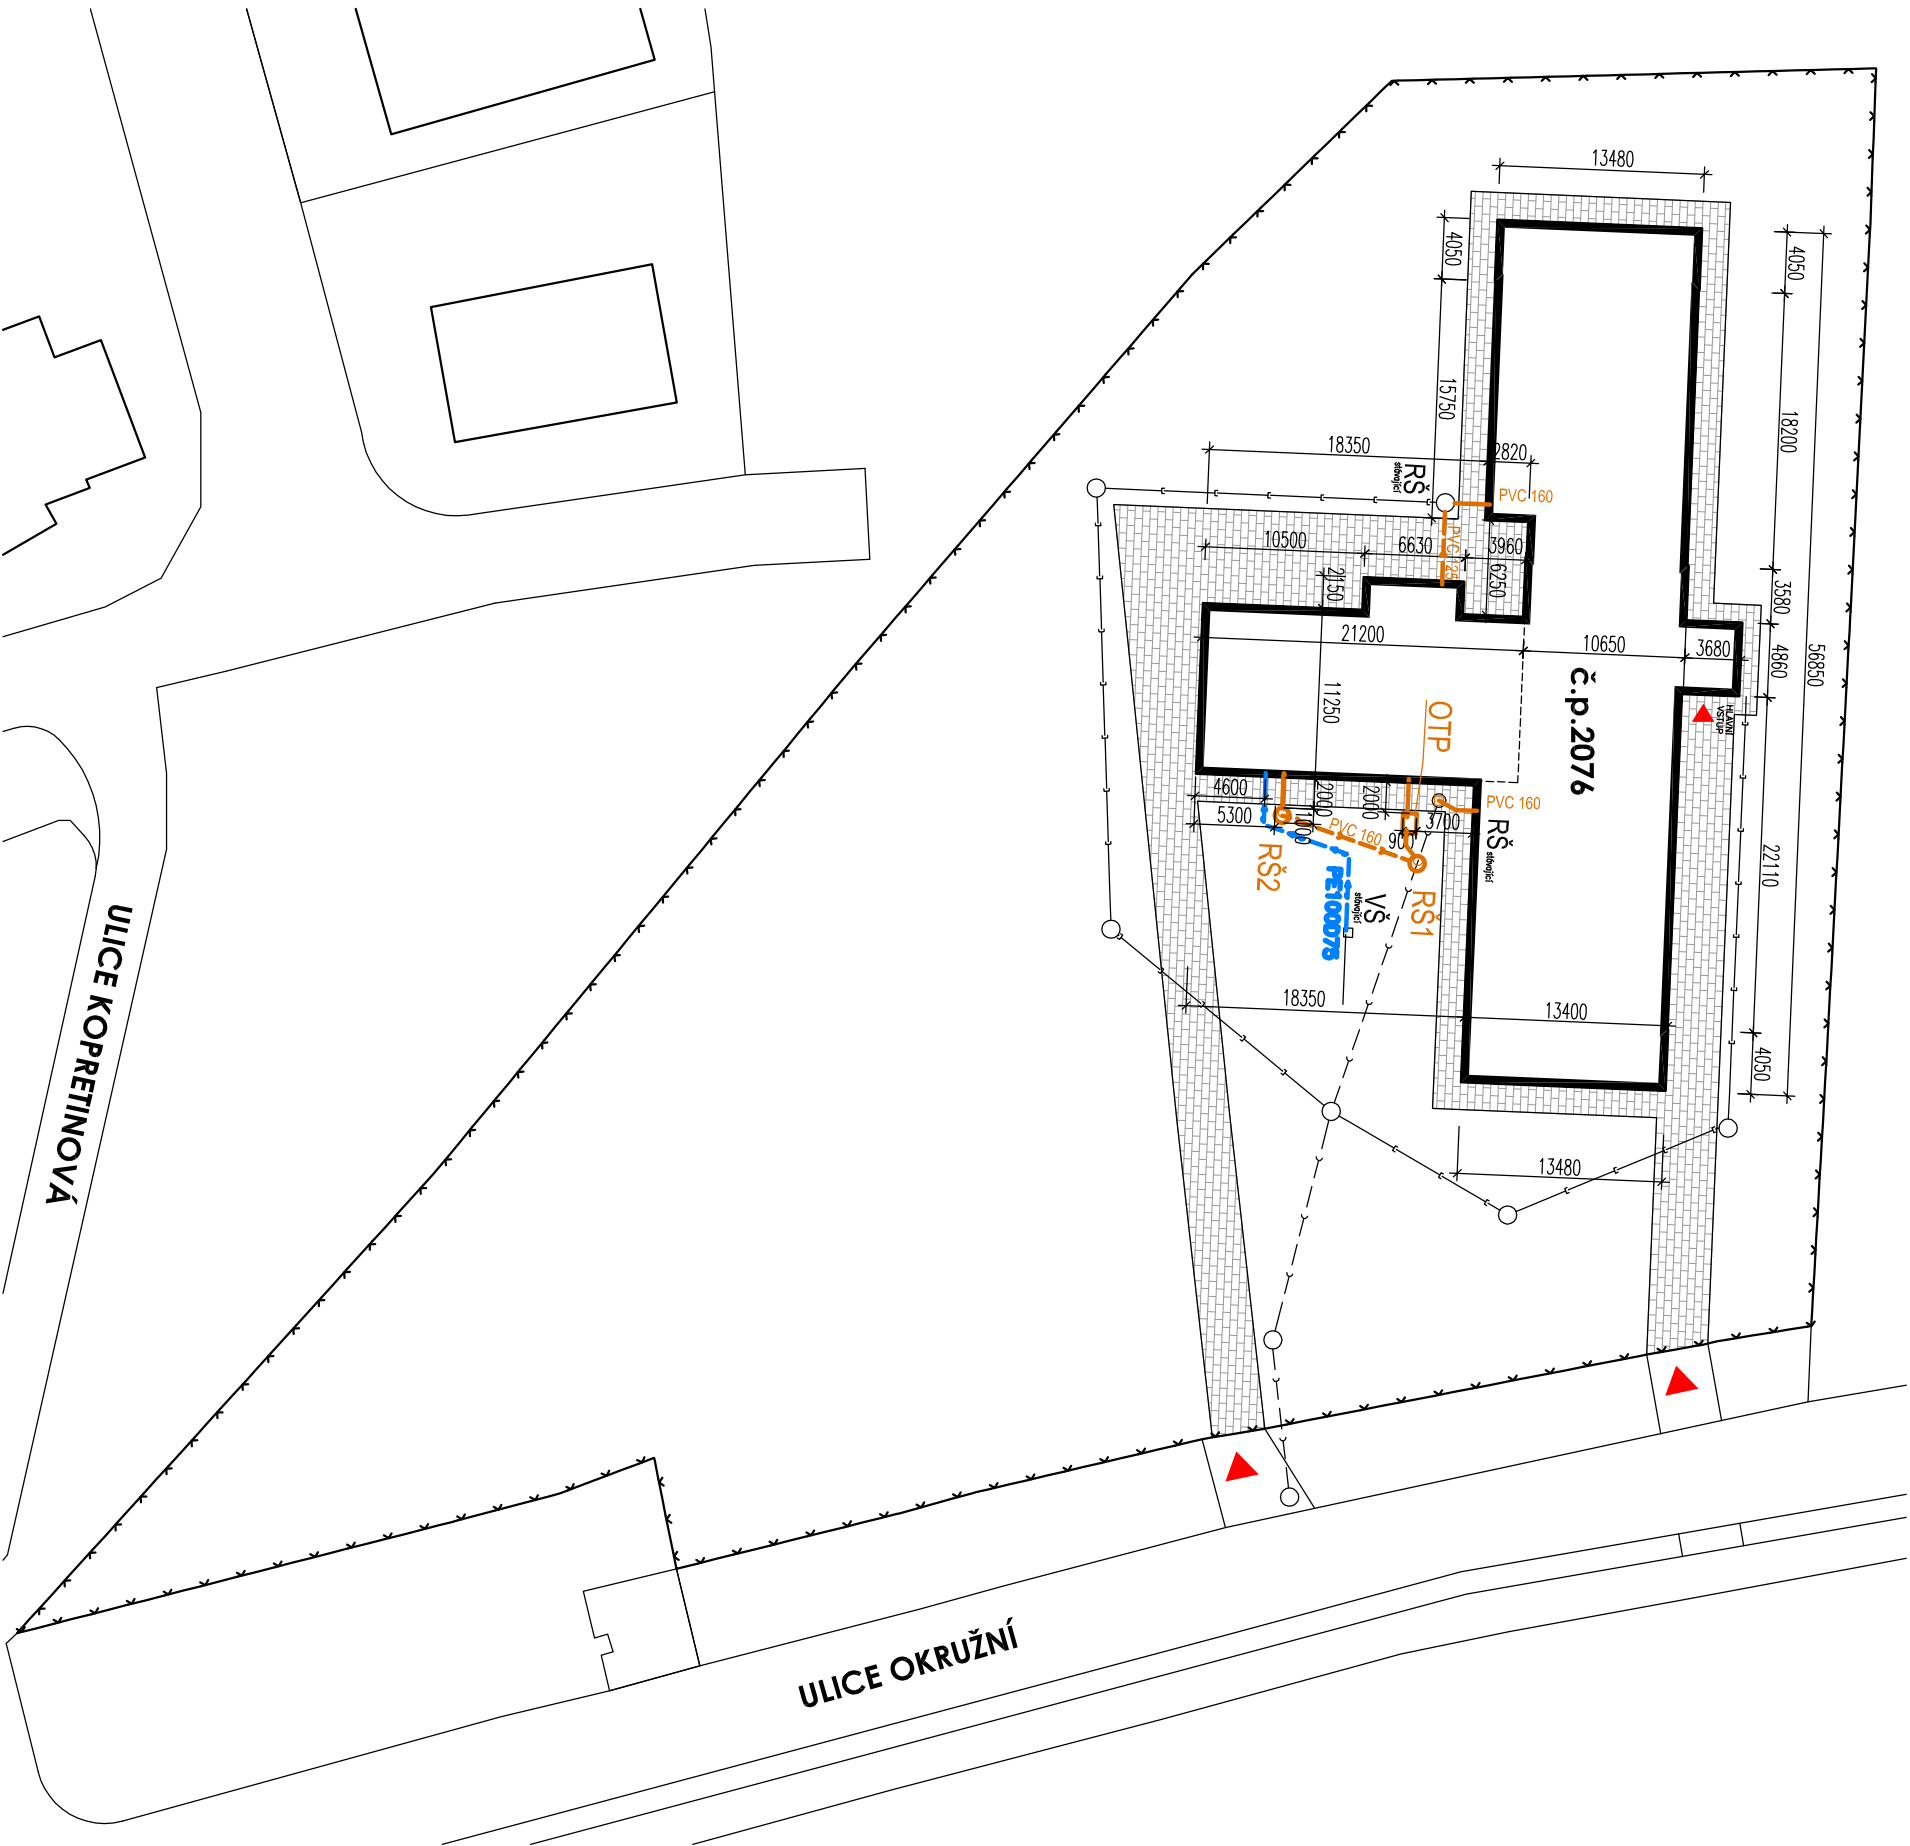 13480
4050
4050
15750
18200
18350
2820
RŠ
stávající
PVC 160
PVC 125
10500
6630
3960
6250
2150
3580
21200
10650
3680
4860
56850
č.p.2076
11250
OTP
HLAVNÍ
VSTUP
4600
2000
2000
PVC 160
5300
1000
PVC 160
900
3700
RŠ
stávající
RŠ2
22110
PE100D75
VŠ
stávající
RŠ1
ULICE KOPRETINOVÁ
18350
13400
4050
13480
ULICE OKRUŽNÍ